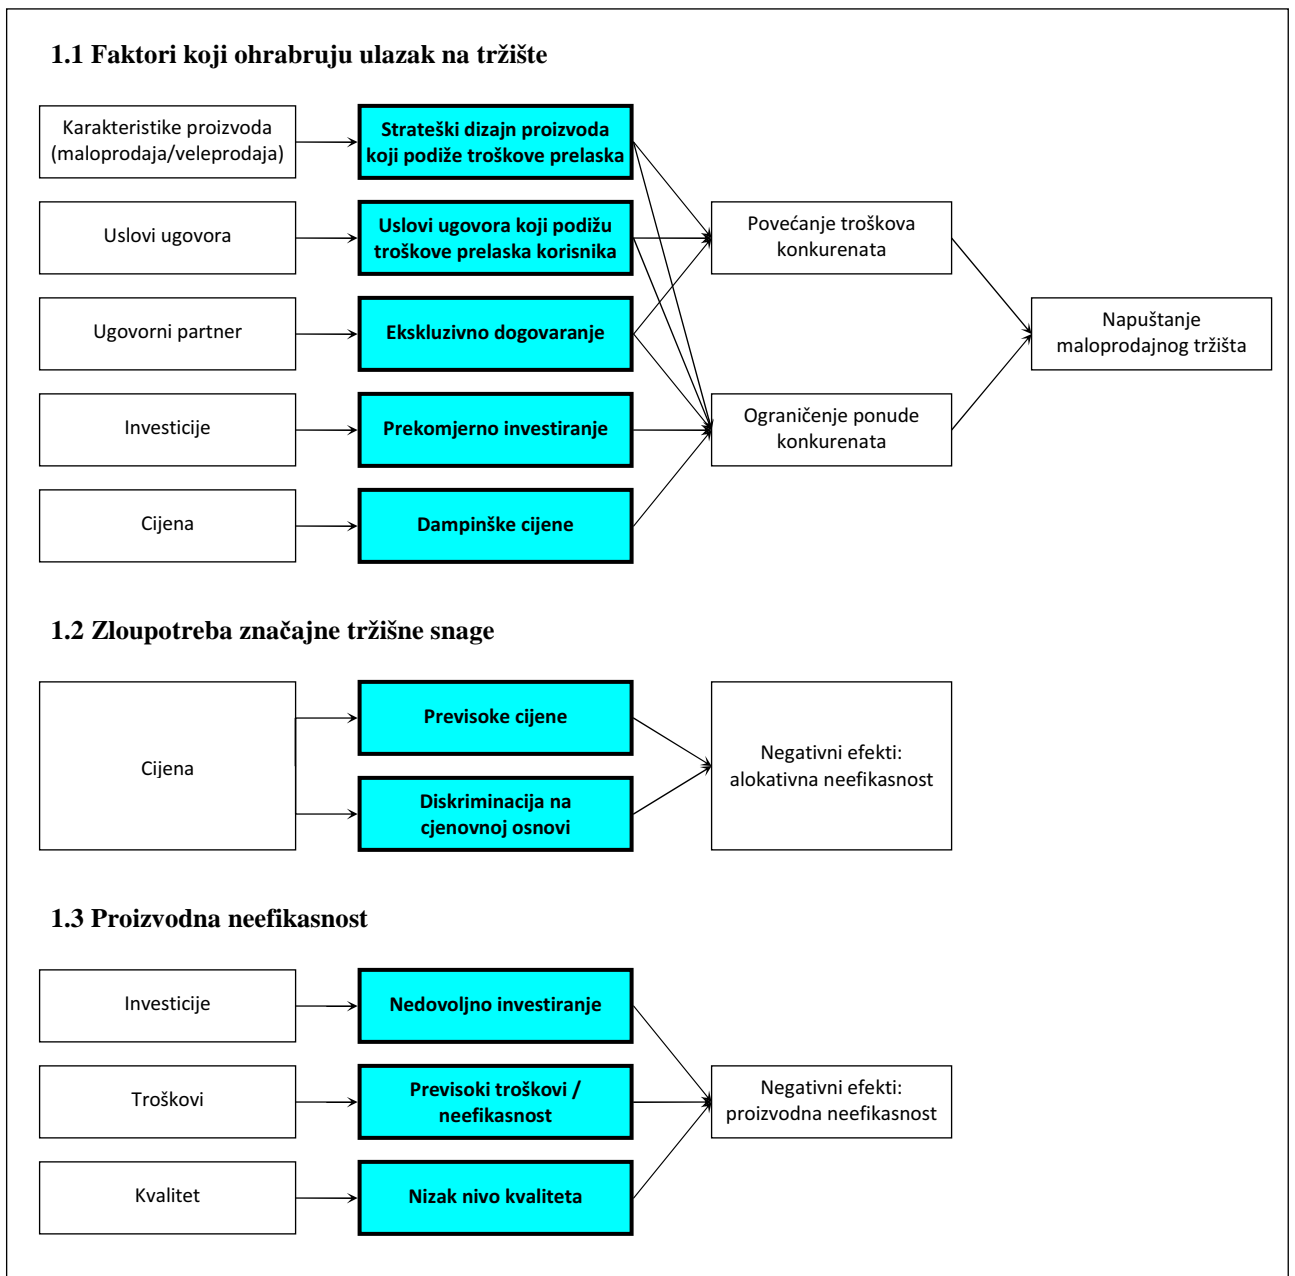 1.1 Faktori koji ohrabruju ulazak na tržište
Karakteristike proizvoda
(maloprodaja/veleprodaja)
Strateški dizajn proizvoda
koji podiže troškove prelaska
Uslovi ugovora
Uslovi ugovora koji podižu
troškove prelaska korisnika
Povećanje troškova
konkurenata
Ugovorni partner
Ekskluzivno dogovaranje
Napuštanje
maloprodajnog tržišta
Investicije
Prekomjerno investiranje
Ograničenje ponude
konkurenata
Cijena
Dampinške cijene
1.2 Zloupotreba značajne tržišne snage
Cijena
Previsoke cijene
Diskriminacija na
cjenovnoj osnovi
Negativni efekti:
alokativna neefikasnost
1.3 Proizvodna neefikasnost
Investicije
Nedovoljno investiranje
Troškovi
Previsoki troškovi /
neefikasnost
Negativni efekti:
proizvodna neefikasnost
Kvalitet
Nizak nivo kvaliteta